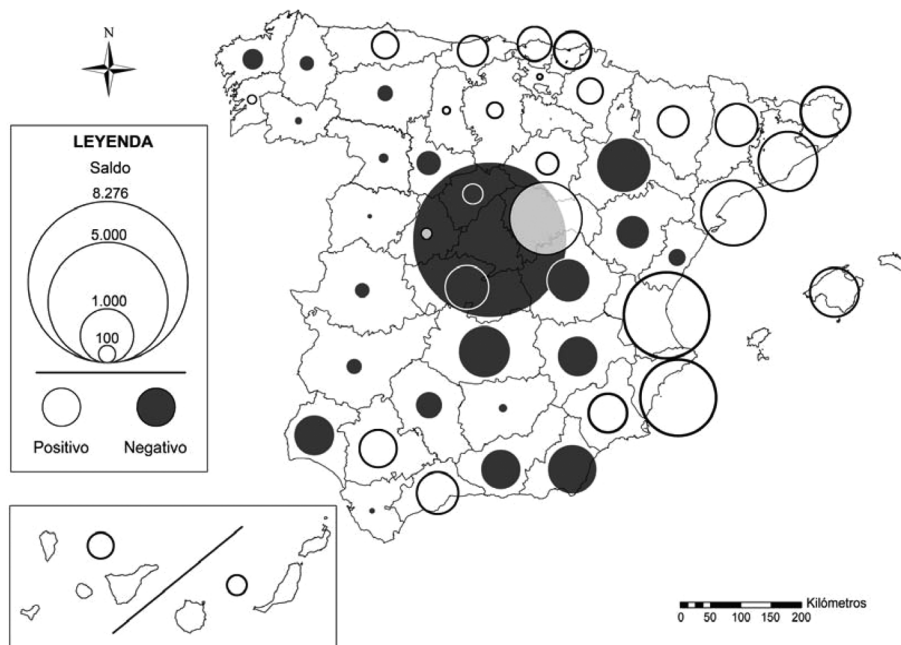 N
LEYENDA
Saldo
8.276
5.000
1.000
100
Positivo Negativo
Kilómetros
0 50 100 150 200